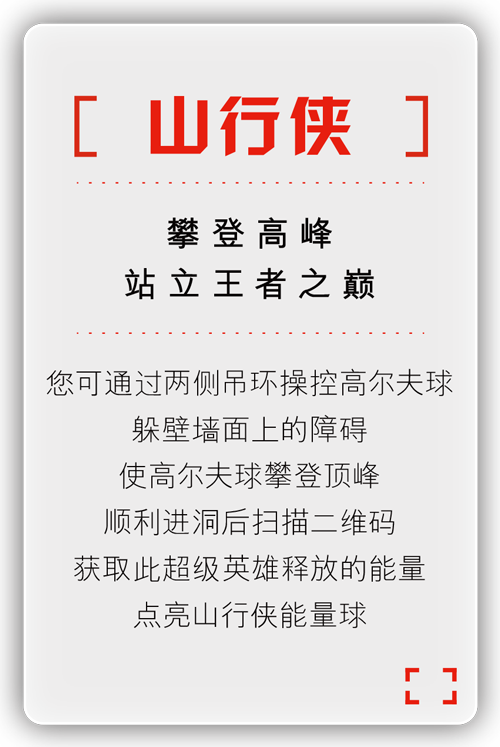 [ 山行侠 ]
攀登高峰
站立王者之巅
您可通过两侧吊环操控高尔夫球
躲壁墙面上的障碍
使高尔夫球攀登顶峰
顺利进洞后扫描二维码
获取此超级英雄释放的能量
点亮山行侠能量球